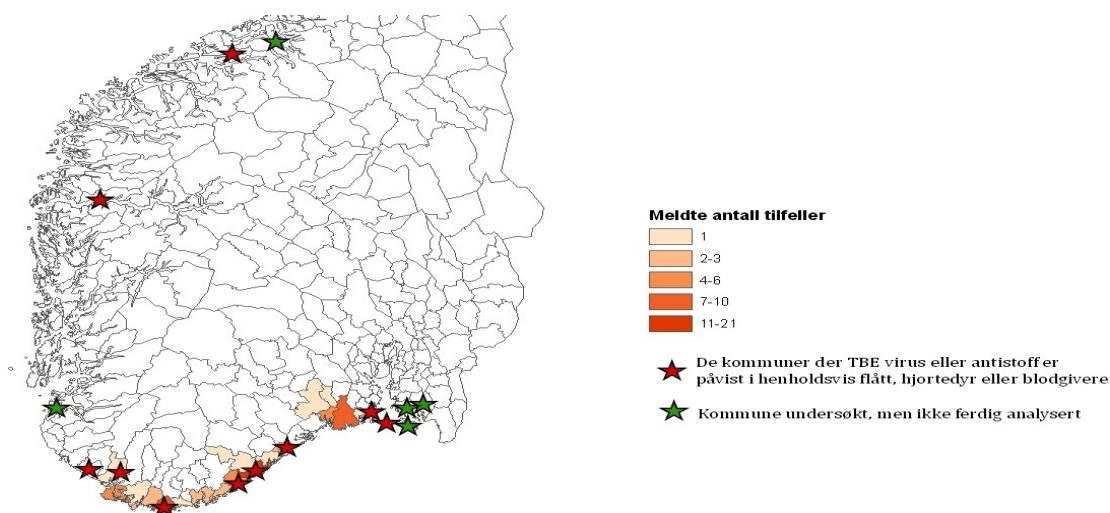 Meldte antall tilfeller
1
2-3
4-6
7-10
11-21
De kommuner der TBE virus eller antistoffer
påvist i henholdsvis flått, hjortedyr eller blodgivere
Kommune undersøkt, men ikke ferdig analysert